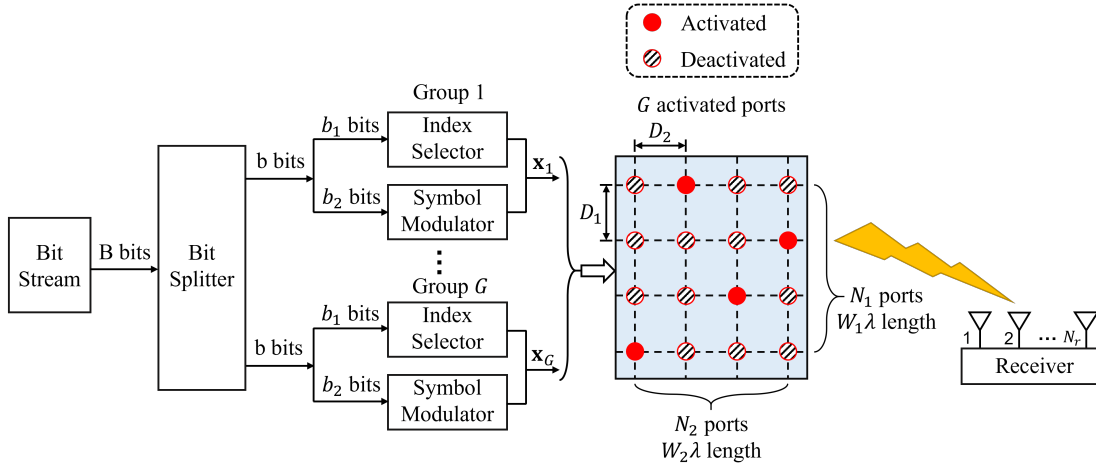 Activated
Deactivated
G activated ports
D₂
D₁
Group 1
b₁ bits
Index
Selector
b bits
b₂ bits
Symbol
Modulator
x₁
Bit
Stream
B bits
Bit
Splitter
⋮
Group G
b₁ bits
Index
Selector
b bits
b₂ bits
Symbol
Modulator
x_G
N₁ ports
W₁λ length
N₂ ports
W₂λ length
1
2
...
Nᵣ
Receiver